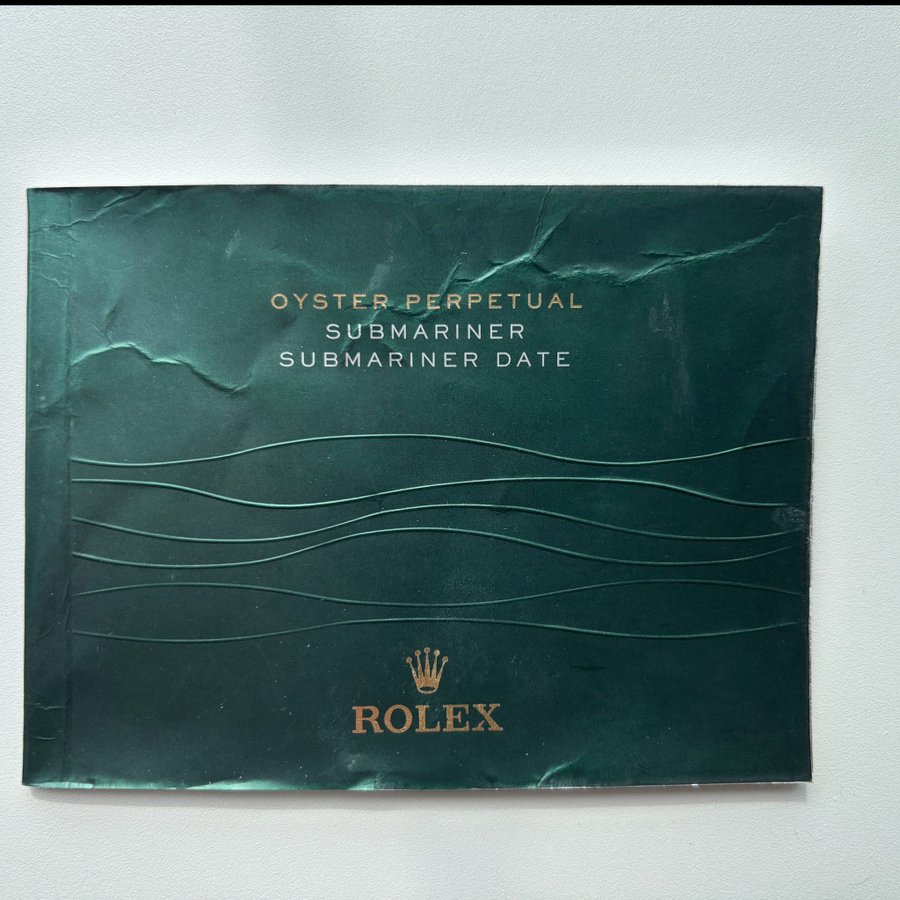 OYSTER PERPETUAL
SUBMARINER
SUBMARINER DATE
ROLEX